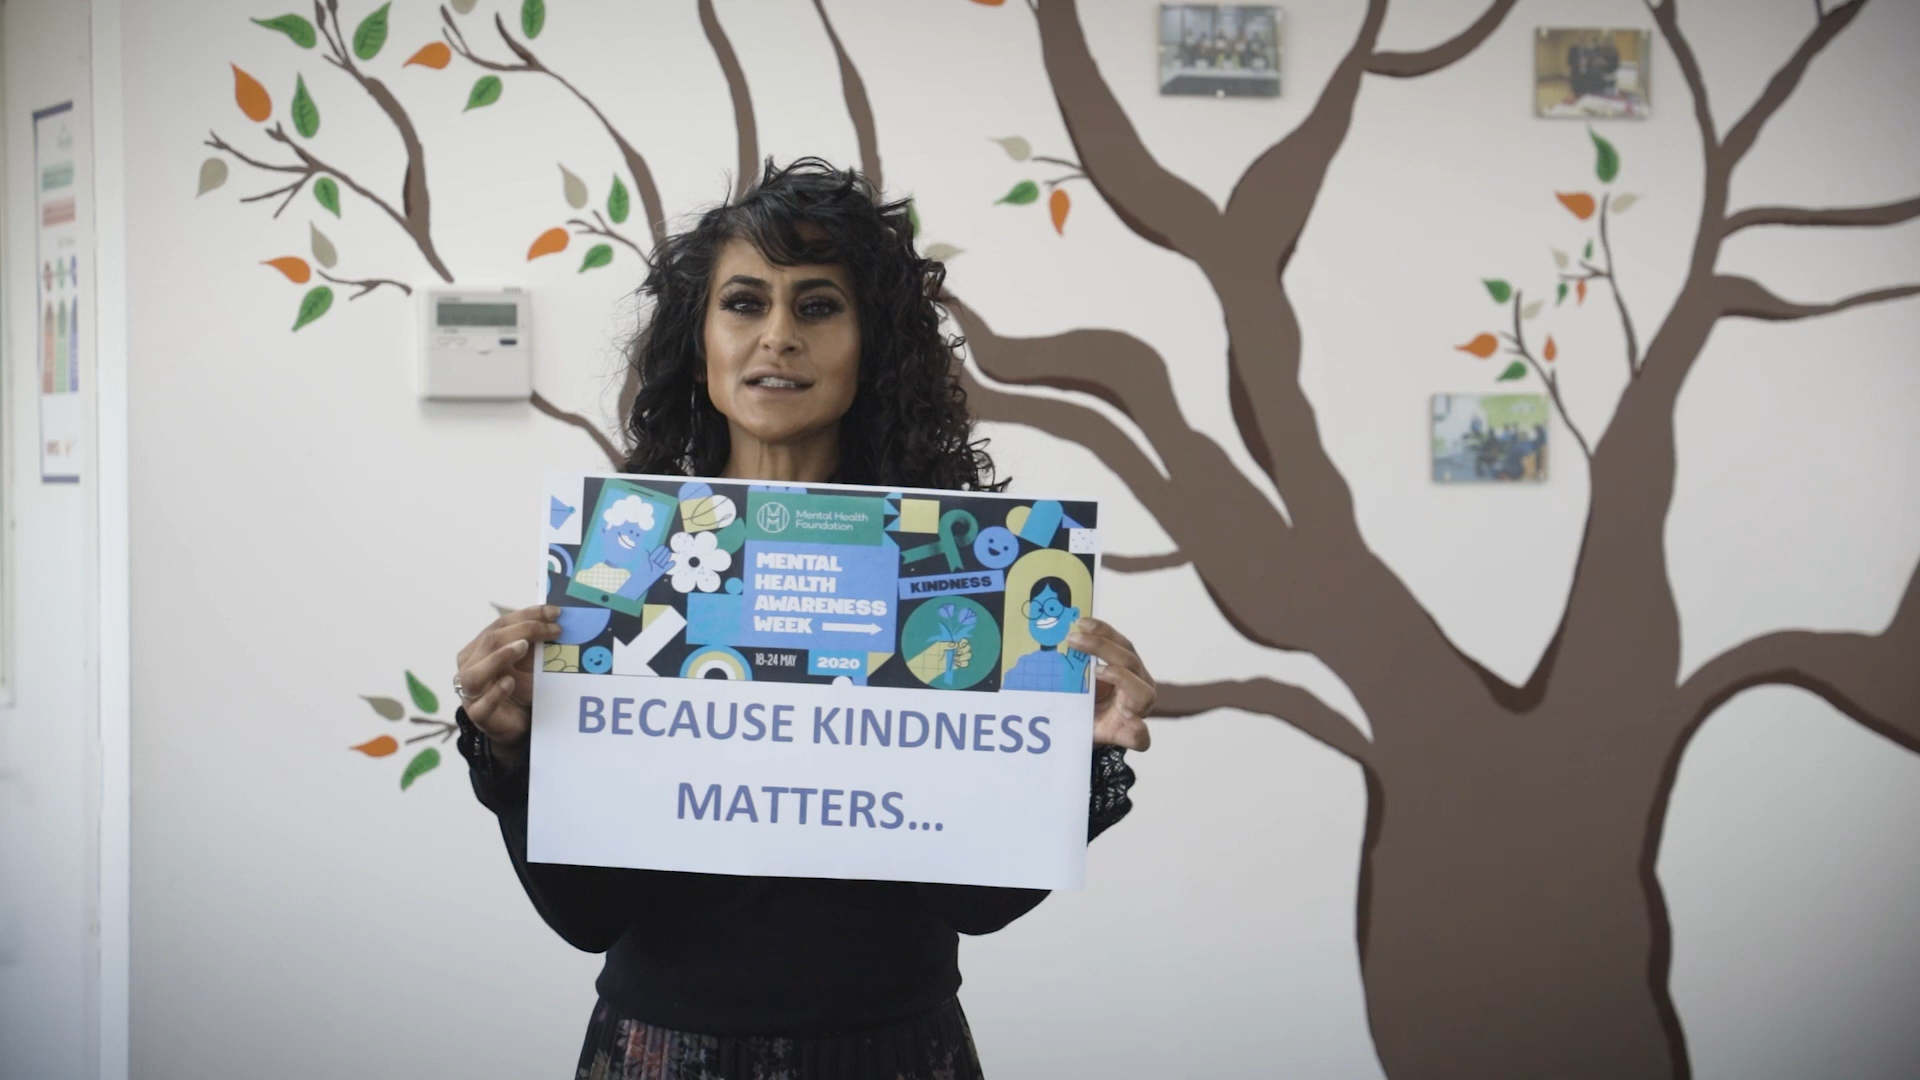 Mental Health
Foundation
MENTAL
HEALTH
AWARENESS
WEEK
KINDNESS
18-24 MAY
2020
BECAUSE KINDNESS
MATTERS...